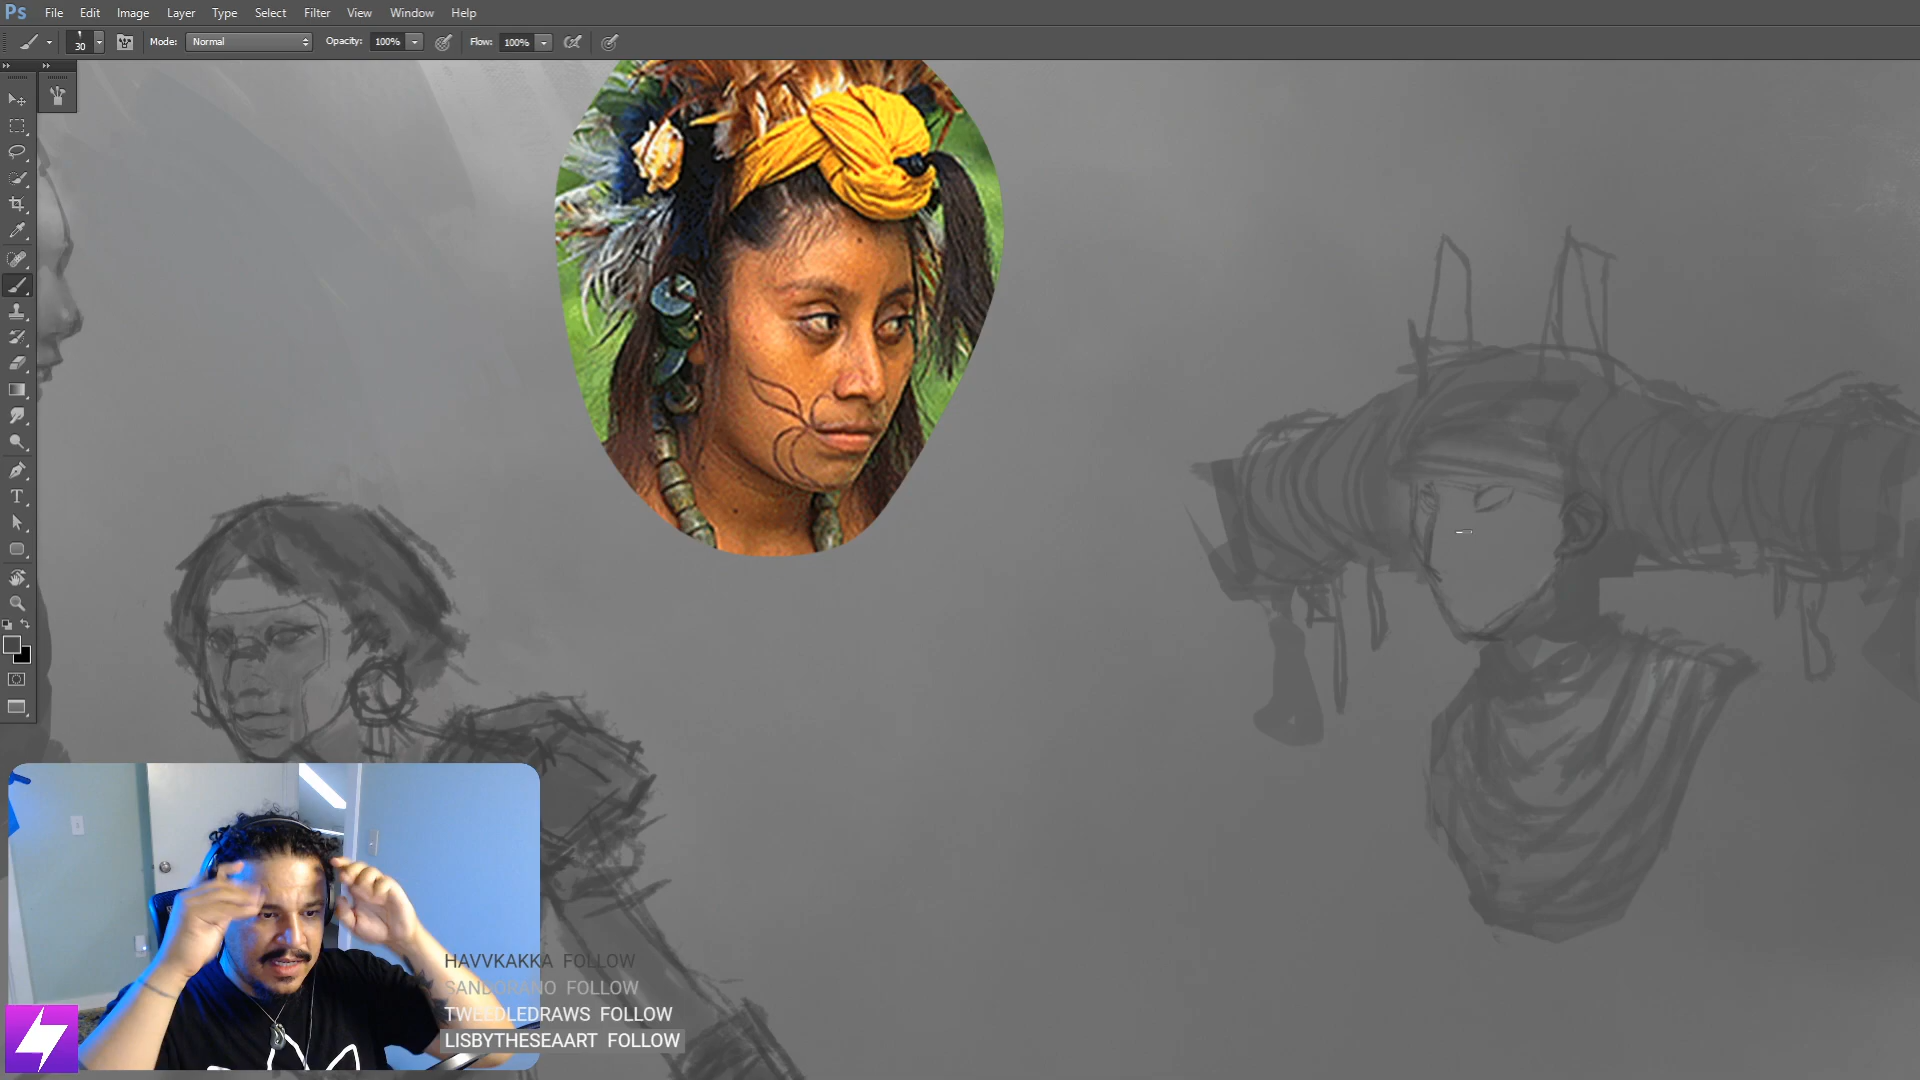 Ps File Edit Image Layer Type Select Filter View Window Help
30 Mode: Normal Opacity: 100% Flow: 100%
T
HAVVKAKKA FOLLOW
SANDORANO FOLLOW
TWEEDLEDRAWS FOLLOW
LISBYTHESEAART FOLLOW